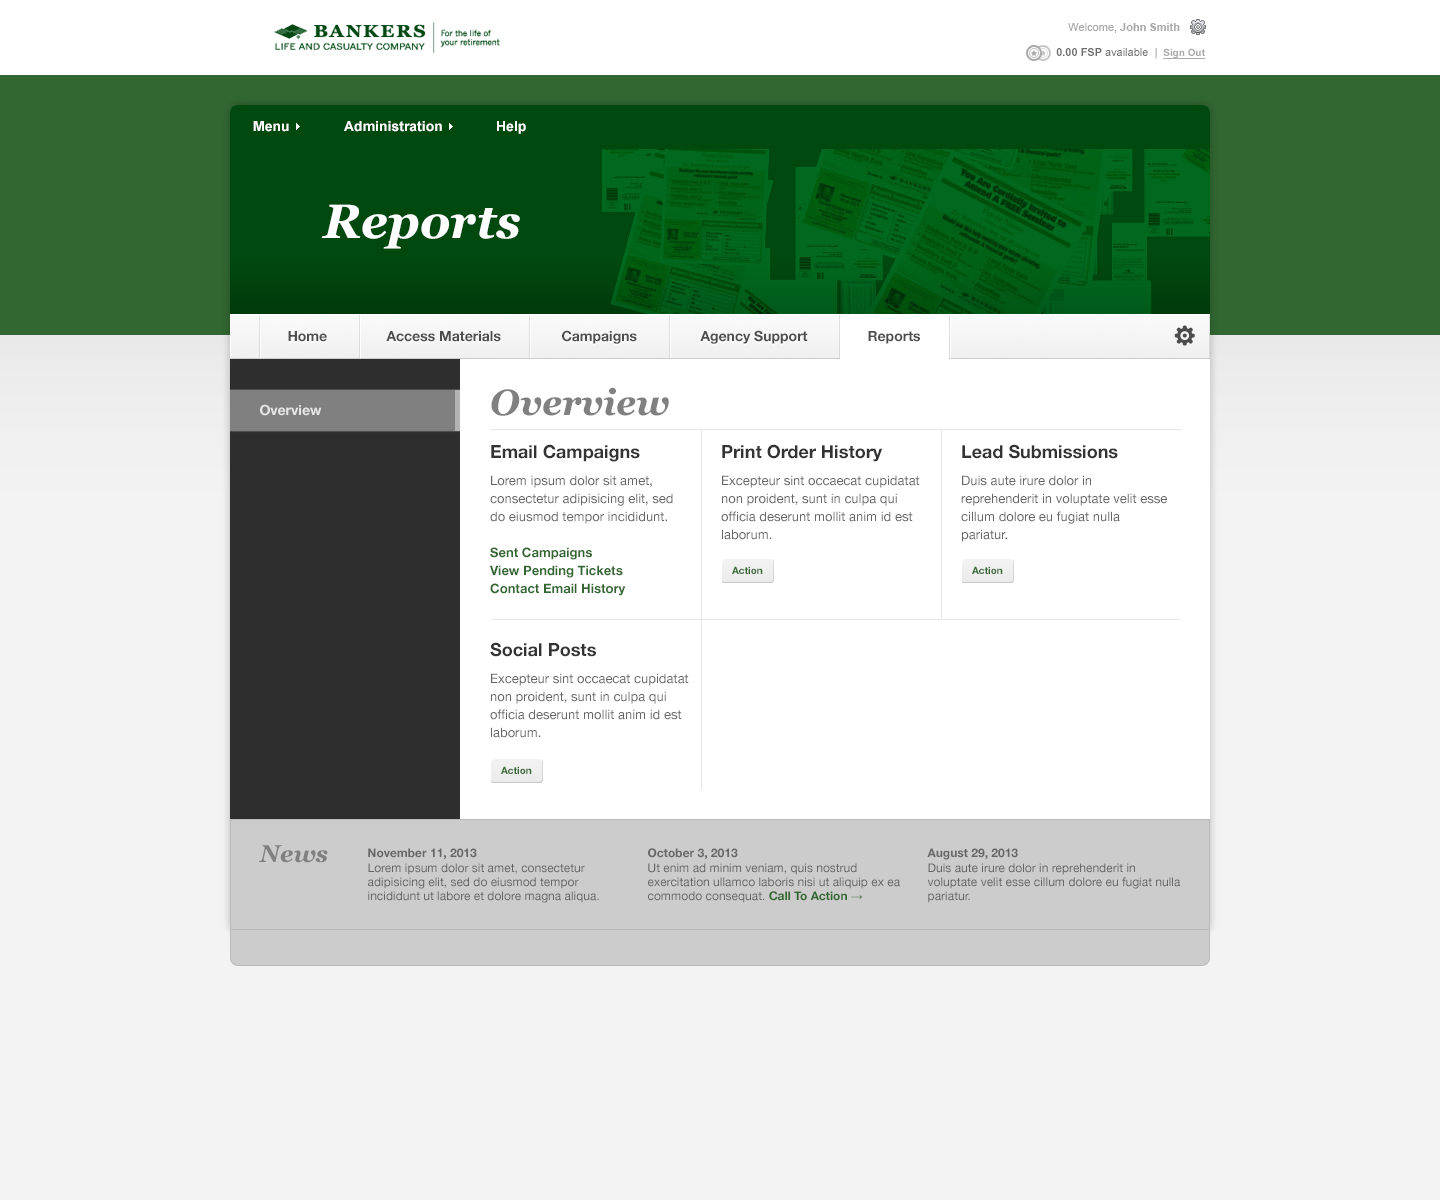 BANKERS
LIFE AND CASUALTY COMPANY
For the life of
your retirement
Welcome, John Smith
0.00 FSP available | Sign Out
Menu
Administration
Help
You Are Cordially Invited to
Attend A Field Seminar!
Reports
Home
Access Materials
Campaigns
Agency Support
Reports
Overview
Overview
Email Campaigns
Lorem ipsum dolor sit amet,
consectetur adipisicing elit, sed
do eiusmod tempor incididunt.
Sent Campaigns
View Pending Tickets
Contact Email History
Print Order History
Excepteur sint occaecat cupidatat
non proident, sunt in culpa qui
officia deserunt mollit anim id est
laborum.
Action
Lead Submissions
Duis aute irure dolor in
reprehenderit in voluptate velit esse
cillum dolore eu fugiat nulla
pariatur.
Action
Social Posts
Excepteur sint occaecat cupidatat
non proident, sunt in culpa qui
officia deserunt mollit anim id est
laborum.
Action
News
November 11, 2013
Lorem ipsum dolor sit amet, consectetur
adipisicing elit, sed do eiusmod tempor
incididunt ut labore et dolore magna aliqua.
October 3, 2013
Ut enim ad minim veniam, quis nostrud
exercitation ullamco laboris nisi ut aliquip ex ea
commodo consequat. Call To Action →
August 29, 2013
Duis aute irure dolor in reprehenderit in
voluptate velit esse cillum dolore eu fugiat nulla
pariatur.